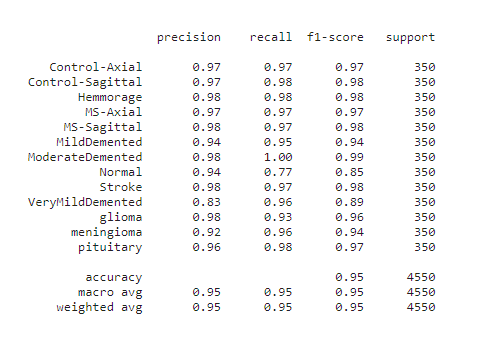 precision recall f1-score support
Control-Axial 0.97 0.97 0.97 350
Control-Sagittal 0.97 0.98 0.98 350
Hemmorage 0.98 0.98 0.98 350
MS-Axial 0.97 0.97 0.97 350
MS-Sagittal 0.98 0.97 0.98 350
MildDemented 0.94 0.95 0.94 350
ModerateDemented 0.98 1.00 0.99 350
Normal 0.94 0.77 0.85 350
Stroke 0.98 0.97 0.98 350
VeryMildDemented 0.83 0.96 0.89 350
glioma 0.98 0.93 0.96 350
meningioma 0.92 0.96 0.94 350
pituitary 0.96 0.98 0.97 350
accuracy 0.95 4550
macro avg 0.95 0.95 0.95 4550
weighted avg 0.95 0.95 0.95 4550